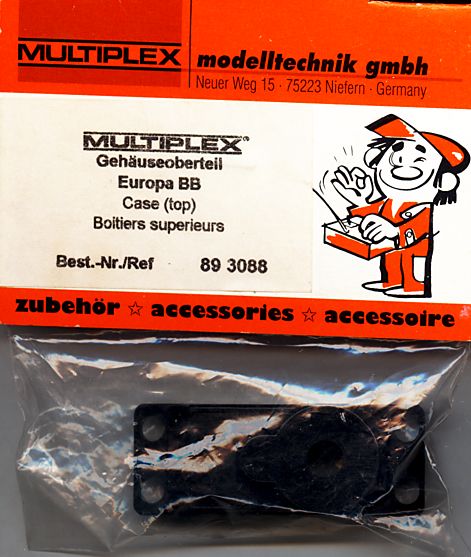 MULTIPLEX
modelltechnik gmbh
Neuer Weg 15 · 75223 Niefern · Germany
MULTIPLEX®
Gehäuseoberteil
Europa BB
Case (top)
Boitiers superieurs
Best.-Nr./Ref 89 3088
zubehör ☆ accessories ☆ accessoire